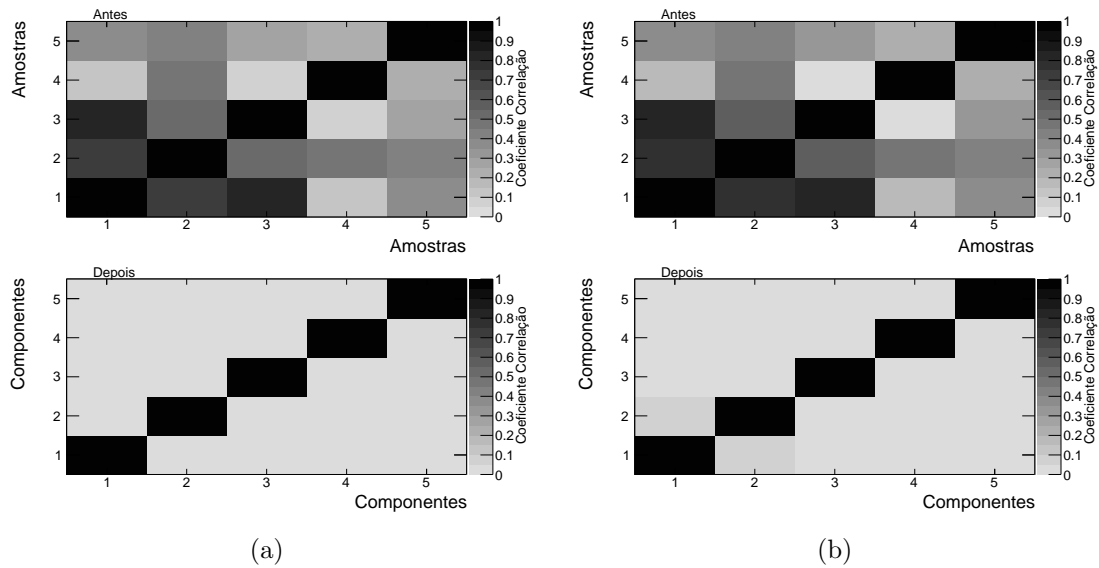 Antes
Amostras
5
4
3
2
1
1 2 3 4 5
Amostras
1
0.9
0.8
0.7
0.6
0.5
0.4
0.3
0.2
0.1
0
Coeficiente Correlação
Antes
Amostras
5
4
3
2
1
1 2 3 4 5
Amostras
1
0.9
0.8
0.7
0.6
0.5
0.4
0.3
0.2
0.1
0
Coeficiente Correlação
Depois
Componentes
5
4
3
2
1
1 2 3 4 5
Componentes
1
0.9
0.8
0.7
0.6
0.5
0.4
0.3
0.2
0.1
0
Coeficiente Correlação
Depois
Componentes
5
4
3
2
1
1 2 3 4 5
Componentes
1
0.9
0.8
0.7
0.6
0.5
0.4
0.3
0.2
0.1
0
Coeficiente Correlação
(a)
(b)